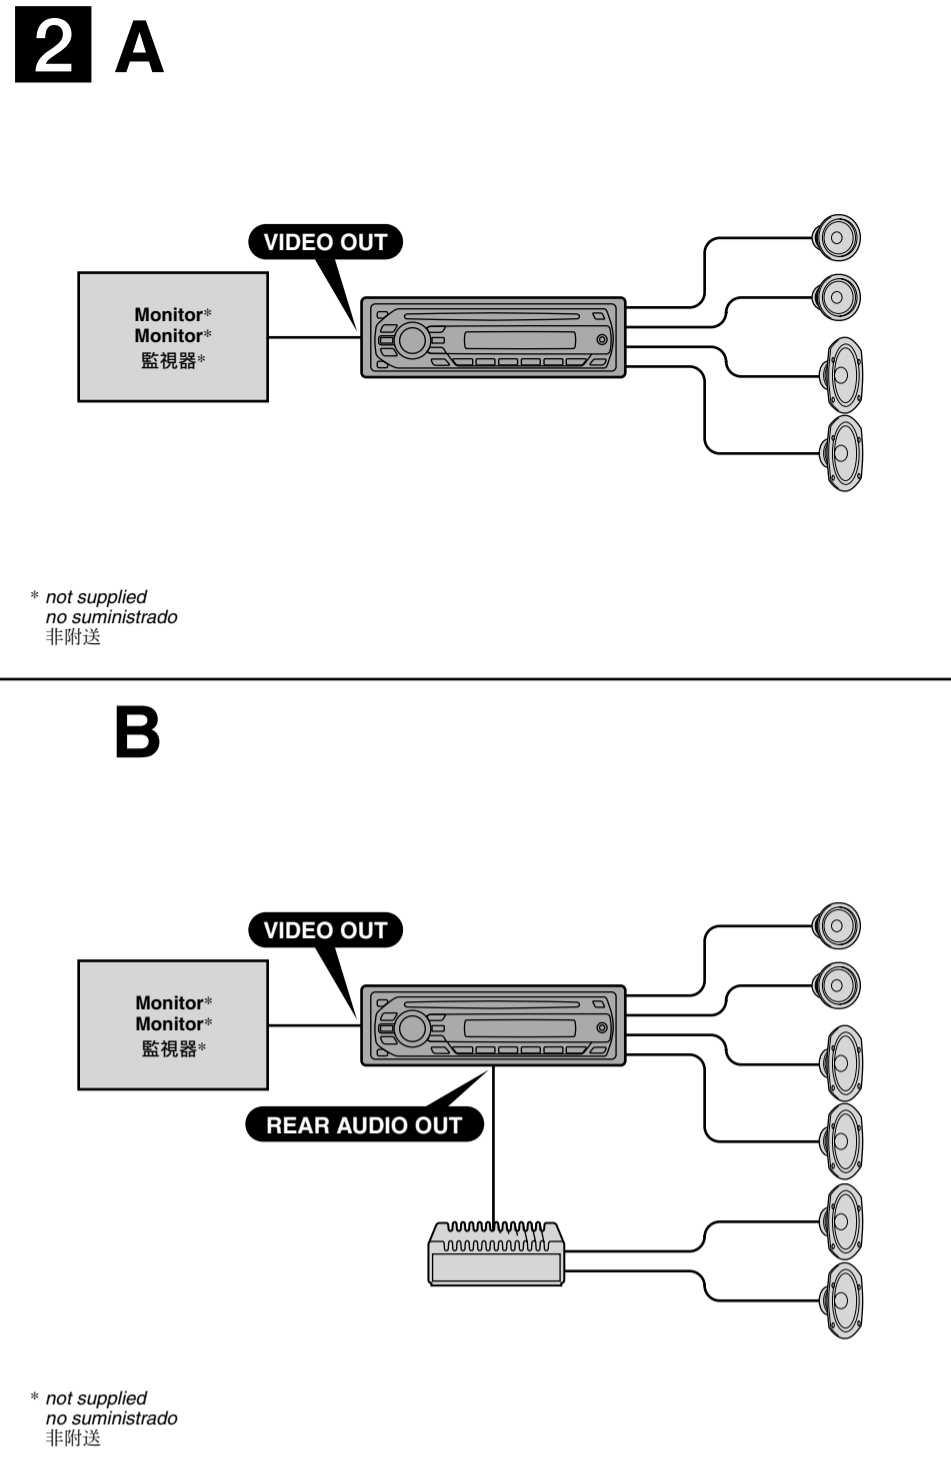 2 A
VIDEO OUT
Monitor*
Monitor*
監視器*
* not supplied
no suministrado
非附送
B
VIDEO OUT
Monitor*
Monitor*
監視器*
REAR AUDIO OUT
* not supplied
no suministrado
非附送